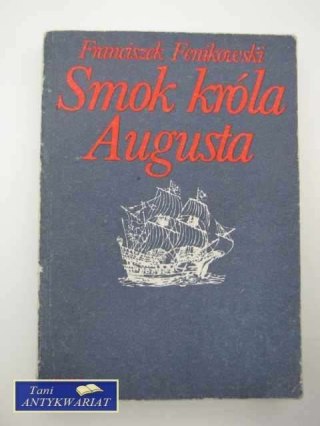 Franciszek Fenikowski
Smok króla
Augusta
Tani
ANTYKWARIAT